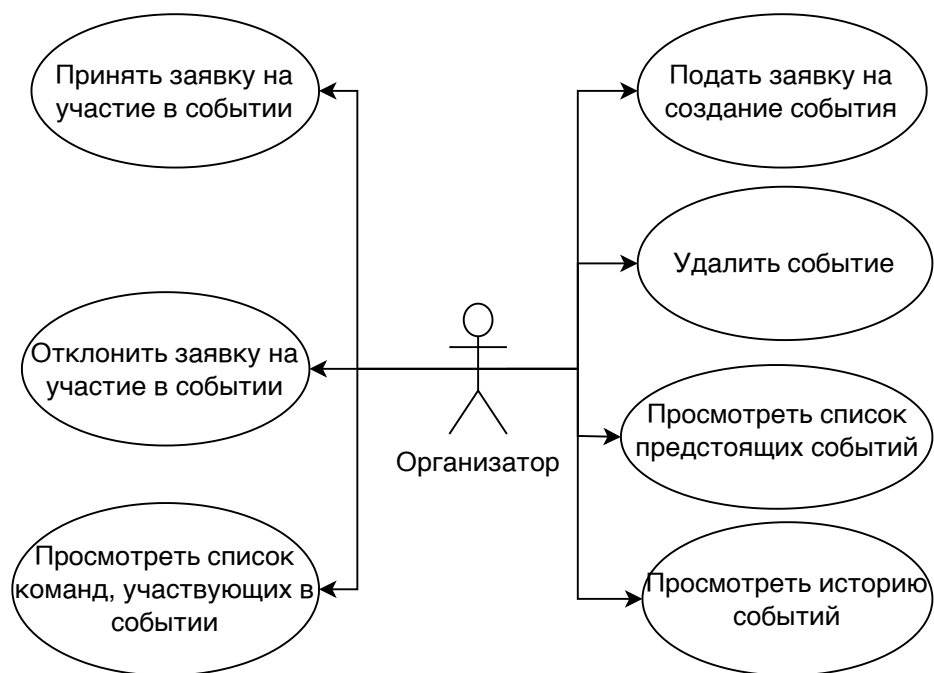 Принять заявку на
участие в событии
Подать заявку на
создание события
Удалить событие
Отклонить заявку на
участие в событии
Организатор
Просмотреть список
предстоящих событий
Просмотреть список
команд, участвующих в
событии
Просмотреть историю
событий